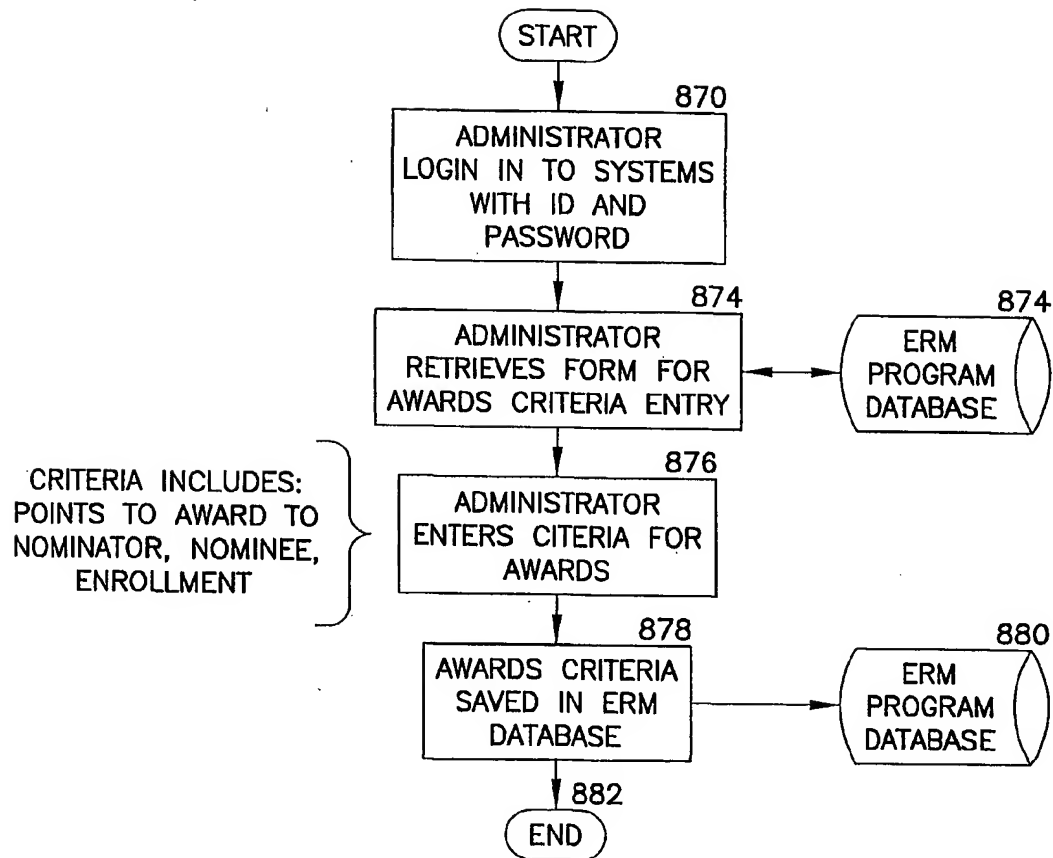 START
870
ADMINISTRATOR
LOGIN IN TO SYSTEMS
WITH ID AND
PASSWORD
874
ADMINISTRATOR
RETRIEVES FORM FOR
AWARDS CRITERIA ENTRY
874
ERM
PROGRAM
DATABASE
CRITERIA INCLUDES:
POINTS TO AWARD TO
NOMINATOR, NOMINEE,
ENROLLMENT
876
ADMINISTRATOR
ENTERS CITERIA FOR
AWARDS
878
AWARDS CRITERIA
SAVED IN ERM
DATABASE
880
ERM
PROGRAM
DATABASE
882
END